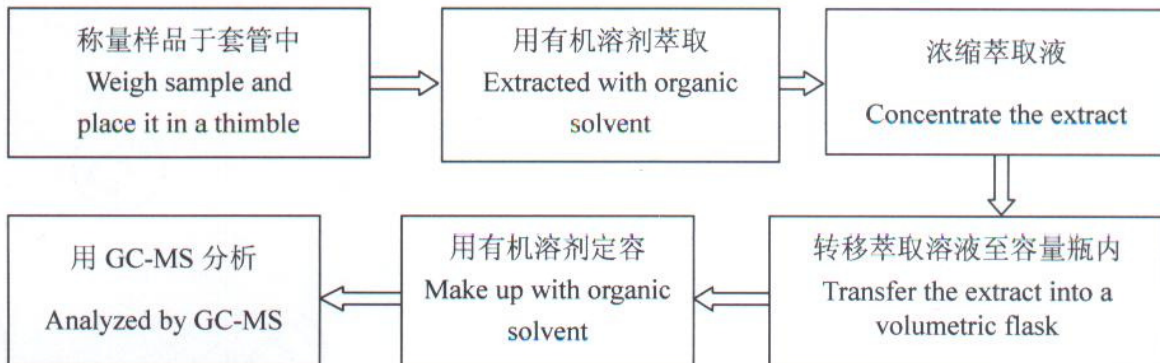 称量样品于套管中
Weigh sample and
place it in a thimble
用有机溶剂萃取
Extracted with organic
solvent
浓缩萃取液
Concentrate the extract
转移萃取溶液至容量瓶内
Transfer the extract into a
volumetric flask
用有机溶剂定容
Make up with organic
solvent
用 GC-MS 分析
Analyzed by GC-MS